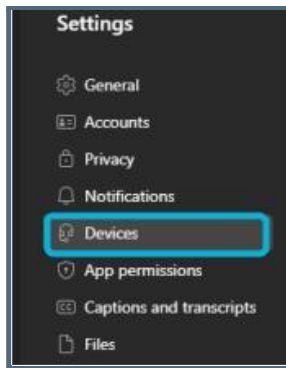 Settings
General
Accounts
Privacy
Notifications
Devices
App permissions
Captions and transcripts
Files